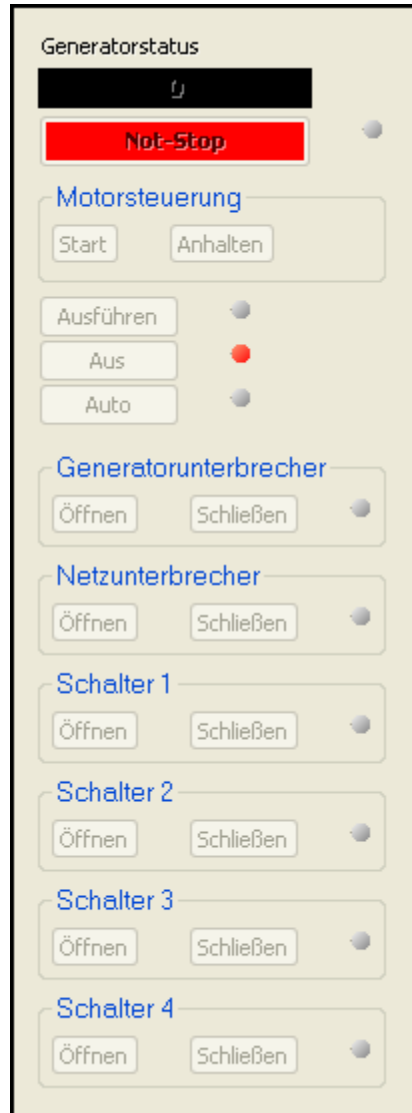 Generatorstatus
Not-Stop
Motorsteuerung
Start Anhalten
Ausführen
Aus
Auto
Generatorunterbrecher
Öffnen Schließen
Netzunterbrecher
Öffnen Schließen
Schalter 1
Öffnen Schließen
Schalter 2
Öffnen Schließen
Schalter 3
Öffnen Schließen
Schalter 4
Öffnen Schließen